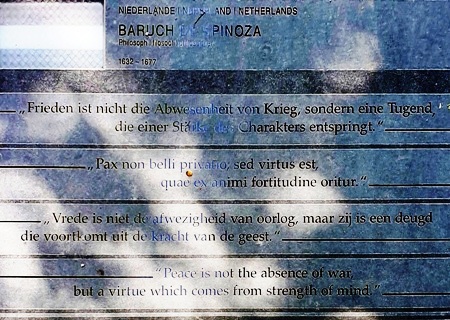 NIEDERLANDE | NEDERLAND | NETHERLANDS
BARUCH DE SPINOZA
Philosoph
1632 – 1677
„Frieden ist nicht die Abwesenheit von Krieg, sondern eine Tugend,
die einer Stärke des Charakters entspringt.“
„Pax non belli privatio, sed virtus est,
quae ex animi fortitudine oritur.“
„Vrede is niet de afwezigheid van oorlog, maar zij is een deugd
die voortkomt uit de kracht van de geest.“
“Peace is not the absence of war,
but a virtue which comes from strength of mind.”